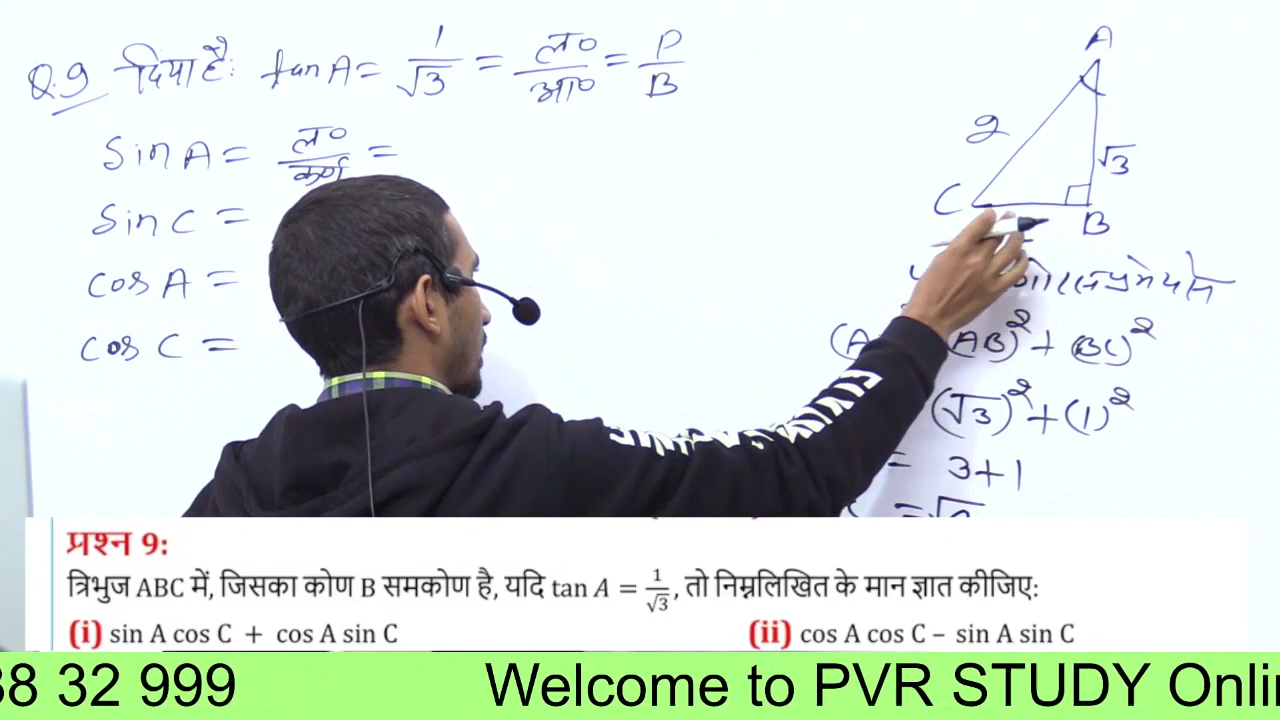 Q.9 दिया है: tan A = 1/√3 = ल०/आ० = P/B
sin A = ल०/कर्ण =
sin C =
cos A =
cos C =
A
2
√3
C
B
(AB)² + (BC)²
(√3)² + (1)²
= 3+1
प्रश्न 9:
त्रिभुज ABC में, जिसका कोण B समकोण है, यदि tan A = 1/√3, तो निम्नलिखित के मान ज्ञात कीजिए:
(i) sin A cos C + cos A sin C
(ii) cos A cos C – sin A sin C
38 32 999 Welcome to PVR STUDY Onli